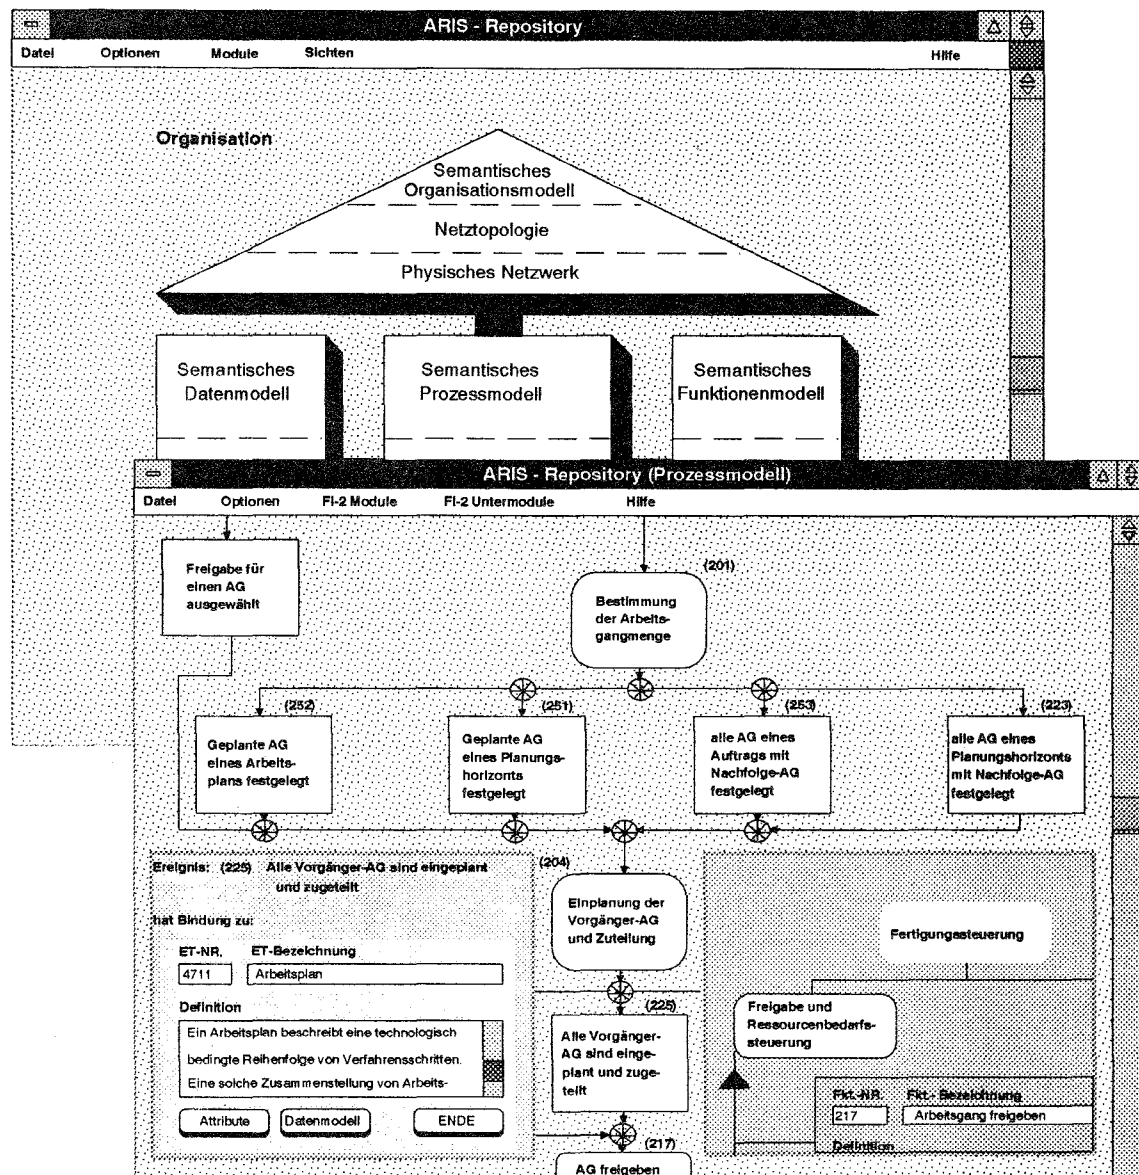 ARIS - Repository
Datei Optionen Module Sichten Hilfe
Organisation
Semantisches
Organisationsmodell
Netztopologie
Physisches Netzwerk
Semantisches
Datenmodell
Semantisches
Prozessmodell
Semantisches
Funktionenmodell
ARIS - Repository (Prozessmodell)
Datei Optionen FI-2 Module FI-2 Untermodule Hilfe
Freigabe für
einen AG
ausgewählt
(201)
Bestimmung
der Arbeits-
gangmenge
(252)
Geplante AG
eines Arbeits-
plans festgelegt
(251)
Geplante AG
eines Planungs-
horizonts
festgelegt
(253)
alle AG eines
Auftrags mit
Nachfolge-AG
festgelegt
(223)
alle AG eines
Planungshorizonts
mit Nachfolge-AG
festgelegt
Ereignis: (225) Alle Vorgänger-AG sind eingeplant
und zugeteilt
hat Bindung zu:
ET-NR. ET-Bezeichnung
4711 Arbeitsplan
Definition
Ein Arbeitsplan beschreibt eine technologisch
bedingte Reihenfolge von Verfahrensschritten.
Eine solche Zusammenstellung von Arbeits-
Attribute Datenmodell ENDE
(204)
Einplanung der
Vorgänger-AG
und Zuteilung
(225)
Alle Vorgänger-
AG sind einge-
plant und zuge-
teilt
(217)
AG freigeben
Fertigungssteuerung
Freigabe und
Ressourcenbedarfs-
steuerung
Fkt.-NR. Fkt.- Bezeichnung
217 Arbeitsgang freigeben
Definition